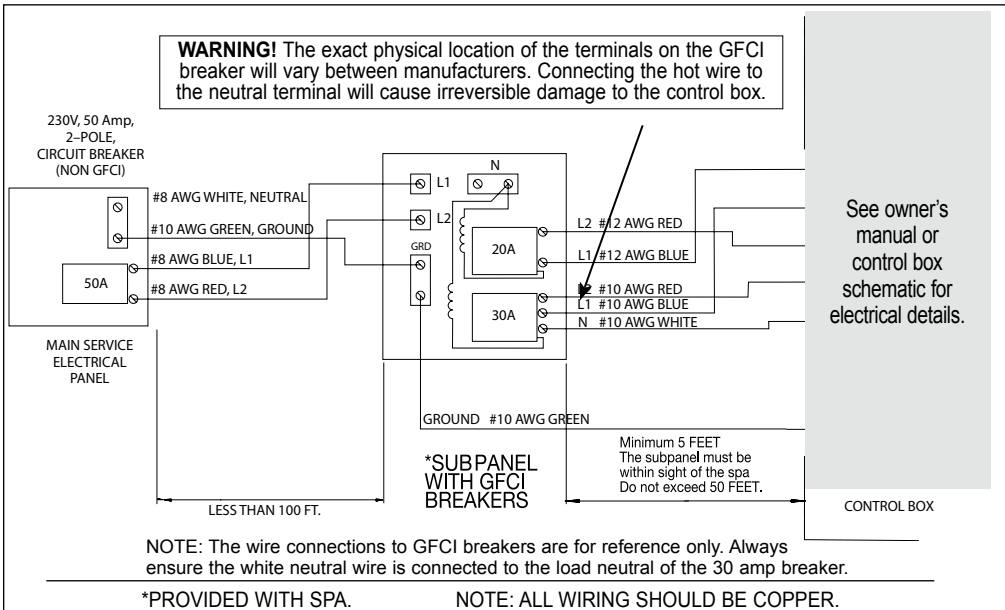 WARNING! The exact physical location of the terminals on the GFCI
breaker will vary between manufacturers. Connecting the hot wire to
the neutral terminal will cause irreversible damage to the control box.
230V, 50 Amp,
2–POLE,
CIRCUIT BREAKER
(NON GFCI)
#8 AWG WHITE, NEUTRAL
#10 AWG GREEN, GROUND
#8 AWG BLUE, L1
50A
#8 AWG RED, L2
MAIN SERVICE
ELECTRICAL
PANEL
L1
N
L2
GRD
20A
30A
L2 #12 AWG RED
L1 #12 AWG BLUE
L2 #10 AWG RED
L1 #10 AWG BLUE
N #10 AWG WHITE
See owner's
manual or
control box
schematic for
electrical details.
GROUND #10 AWG GREEN
*SUBPANEL
WITH GFCI
BREAKERS
Minimum 5 FEET
The subpanel must be
within sight of the spa
Do not exceed 50 FEET.
LESS THAN 100 FT.
CONTROL BOX
NOTE: The wire connections to GFCI breakers are for reference only. Always
ensure the white neutral wire is connected to the load neutral of the 30 amp breaker.
*PROVIDED WITH SPA.
NOTE: ALL WIRING SHOULD BE COPPER.